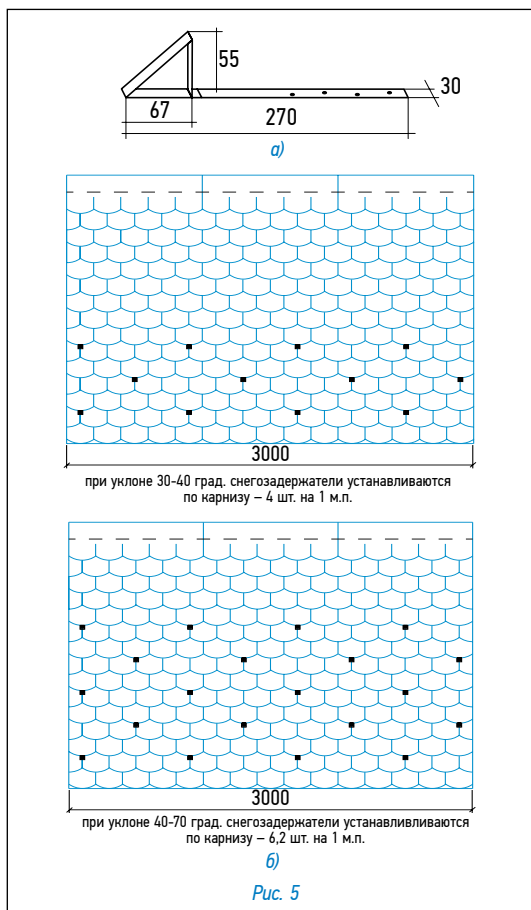 55
30
67
270
а)
3000
при уклоне 30-40 град. снегозадержатели устанавливаются
по карнизу – 4 шт. на 1 м.п.
3000
при уклоне 40-70 град. снегозадержатели устанавливливаются
по карнизу – 6,2 шт. на 1 м.п.
б)
Рис. 5